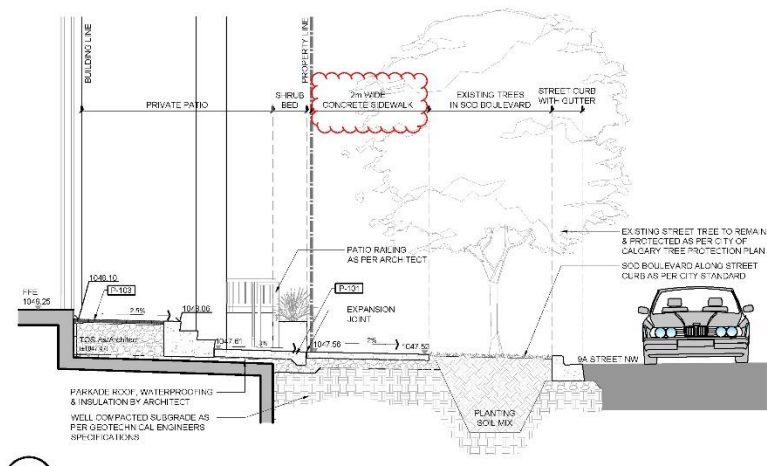 BUILDING LINE
PROPERTY LINE
PRIVATE PATIO
SHRUB
BED
2m WIDE
CONCRETE SIDEWALK
EXISTING TREES
IN SOD BOULEVARD
STREET CURB
WITH GUTTER
PATIO RAILING
AS PER ARCHITECT
P-101
EXPANSION
JOINT
EXISTING STREET TREE TO REMAIN
& PROTECTED AS PER CITY OF
CALGARY TREE PROTECTION PLAN
SOD BOULEVARD ALONG STREET
CURB AS PER CITY STANDARD
FFE
1048.25
1048.10
P-103
2.5%
1048.06
1047.61
1047.56
2%
1047.52
9A STREET NW
PARKADE ROOF, WATERPROOFING
& INSULATION BY ARCHITECT
WELL COMPACTED SUBGRADE AS
PER GEOTECHNICAL ENGINEERS
SPECIFICATIONS
PLANTING
SOIL MIX